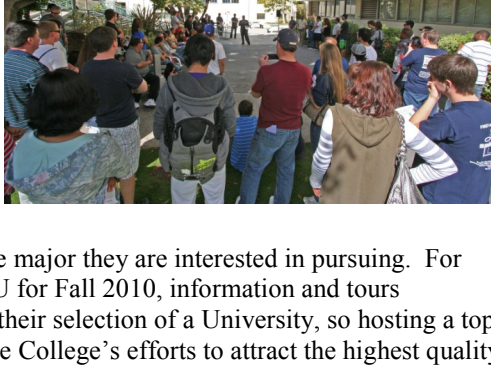 e major they are interested in pursuing.  For
U for Fall 2010, information and tours
their selection of a University, so hosting a top
e College’s efforts to attract the highest quality